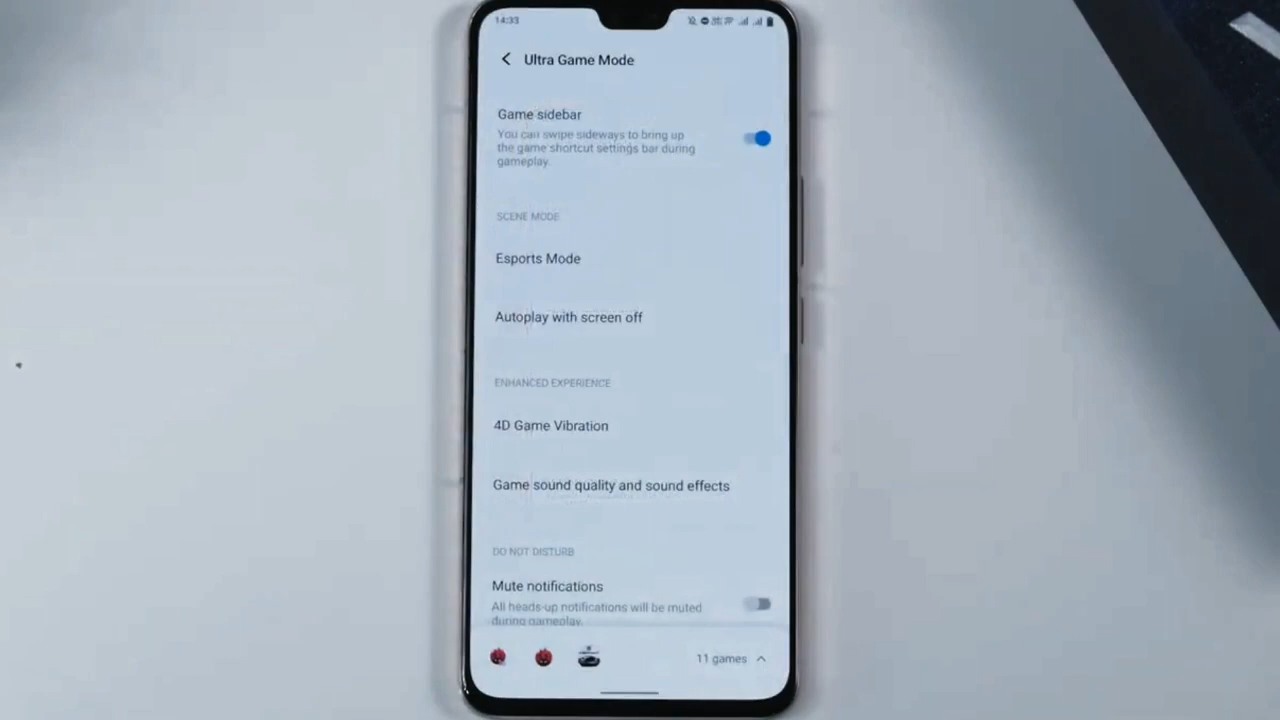 14:33
Ultra Game Mode
Game sidebar
You can swipe sideways to bring up
the game shortcut settings bar during
gameplay.
SCENE MODE
Esports Mode
Autoplay with screen off
ENHANCED EXPERIENCE
4D Game Vibration
Game sound quality and sound effects
DO NOT DISTURB
Mute notifications
All heads-up notifications will be muted
during gameplay.
11 games